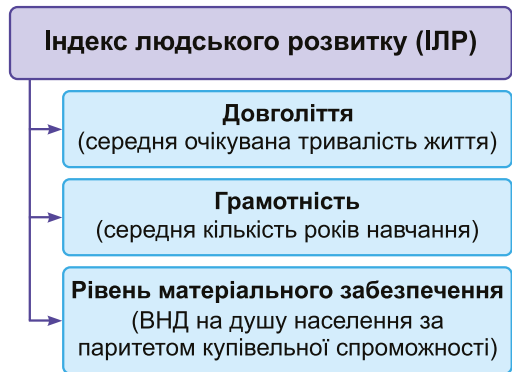 Індекс людського розвитку (ІЛР)
Довголіття
(середня очікувана тривалість життя)
Грамотність
(середня кількість років навчання)
Рівень матеріального забезпечення
(ВНД на душу населення за
паритетом купівельної спроможності)